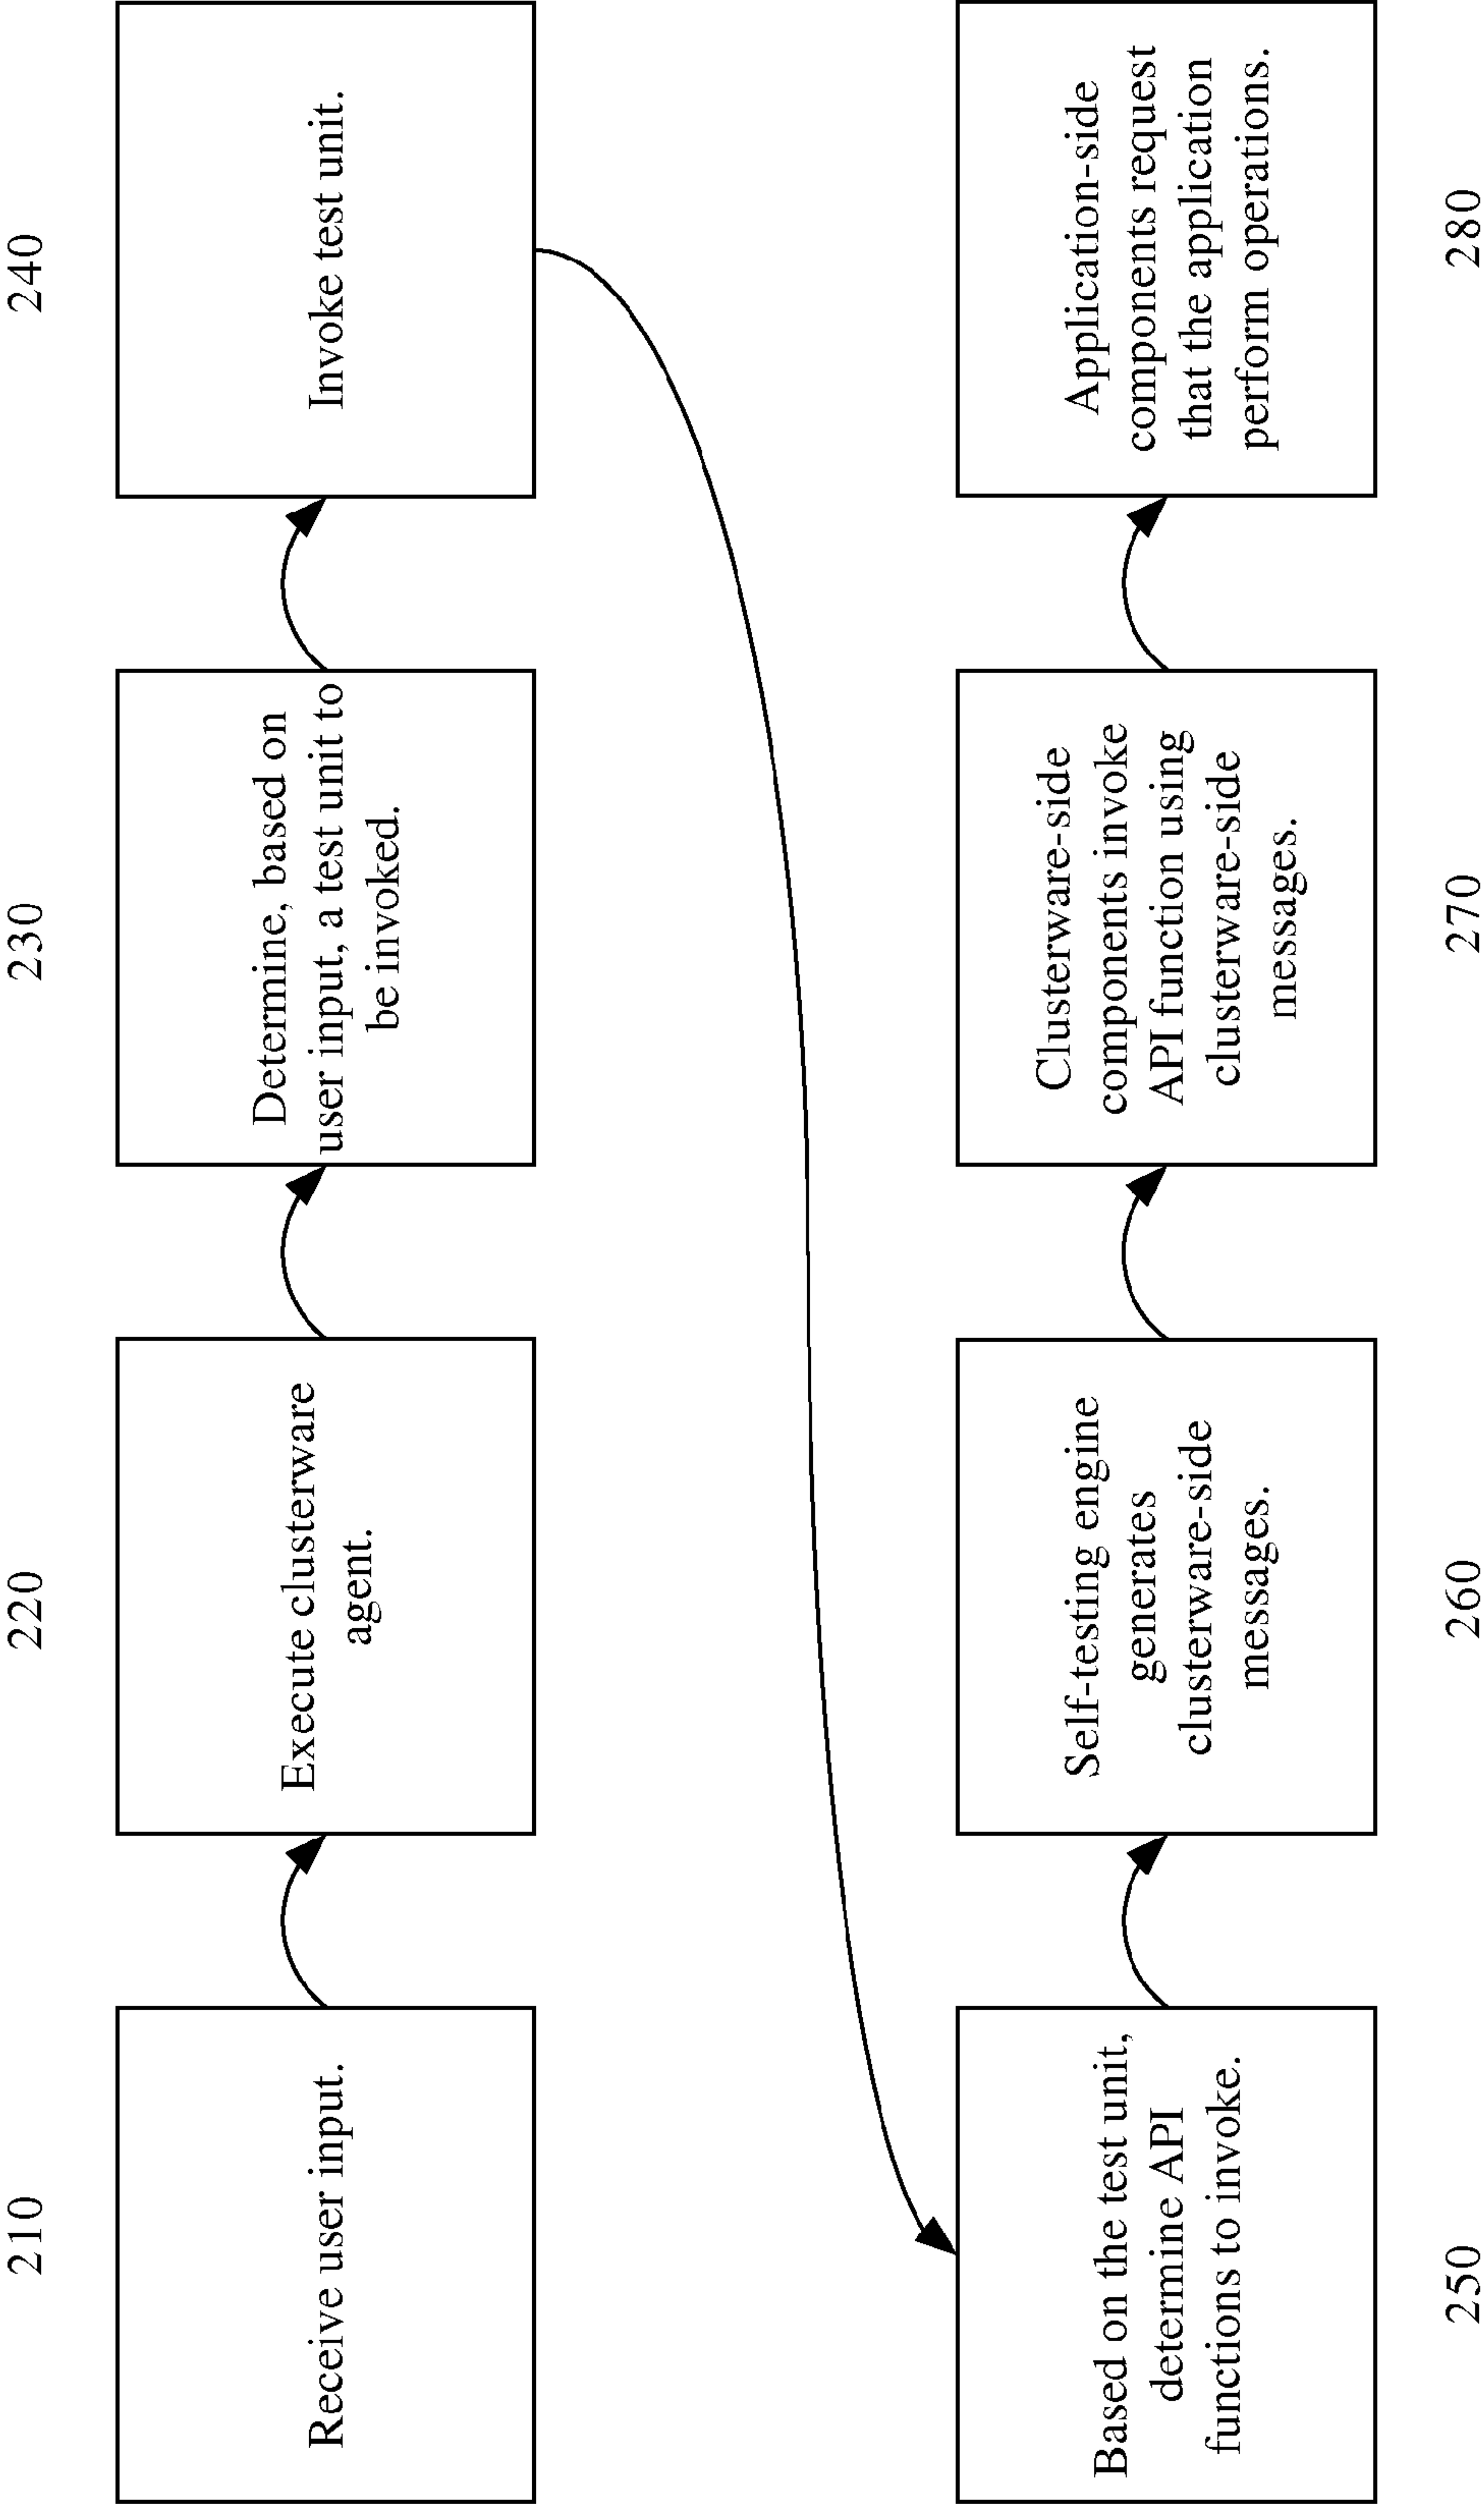 210
220
230
240
Receive user input.
Execute clusterware
agent.
Determine, based on
user input, a test unit to
be invoked.
Invoke test unit.
Based on the test unit,
determine API
functions to invoke.
Self-testing engine
generates
clusterware-side
messages.
Clusterware-side
components invoke
API function using
clusterware-side
messages.
Application-side
components request
that the application
perform operations.
250
260
270
280